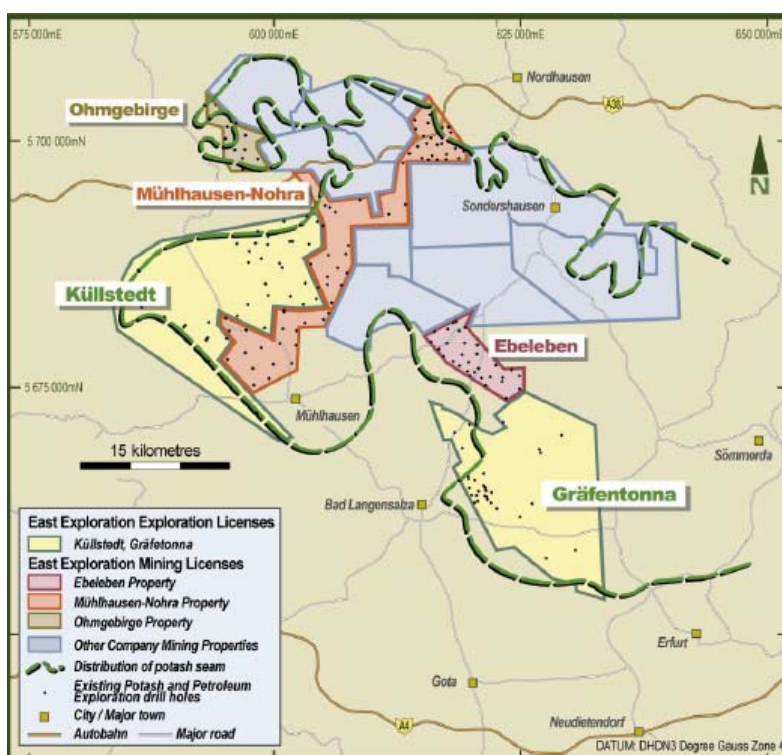 575 000mE
600 000mE
625 000mE
650 000mE
Nordhausen
Ohmgebirge
A38
5 700 000mN
N
Mühlhausen-Nohra
Sondershausen
Küllstedt
Ebeleben
5 675 000mN
Mühlhausen
15 kilometres
Sömmerda
Gräfentonna
Bad Langensalza
East Exploration Exploration Licenses
Küllstedt, Gräfetonna
East Exploration Mining Licenses
Ebeleben Property
Mühlhausen-Nohra Property
Ohmgebirge Property
Other Company Mining Properties
Distribution of potash seam
Existing Potash and Petroleum
Exploration drill holes
City / Major town
Autobahn
Major road
Erfurt
Gota
A4
Neudietendorf
DATUM: DHDN3 Degree Gauss Zone